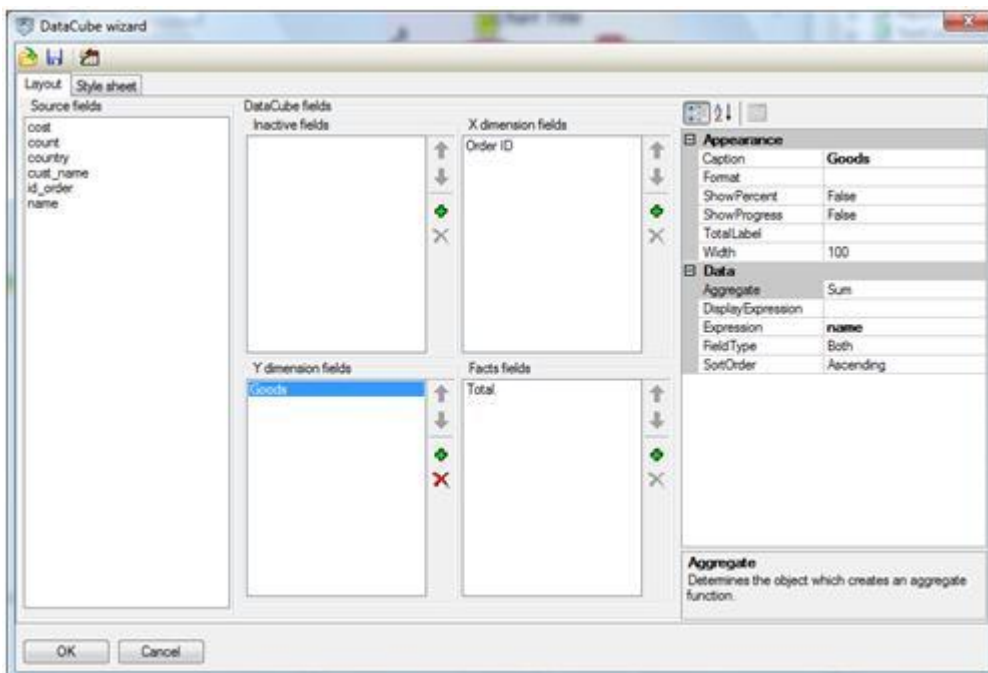 DataCube wizard
Layout
Style sheet
Source fields
cost
count
country
cust_name
id_order
name
DataCube fields
Inactive fields
X dimension fields
Order ID
Y dimension fields
Goods
Facts fields
Total
Appearance
Caption Goods
Format
ShowPercent False
ShowProgress False
TotalLabel
Width 100
Data
Aggregate Sum
DisplayExpression
Expression name
FieldType Both
SortOrder Ascending
Aggregate
Determines the object which creates an aggregate
function.
OK
Cancel